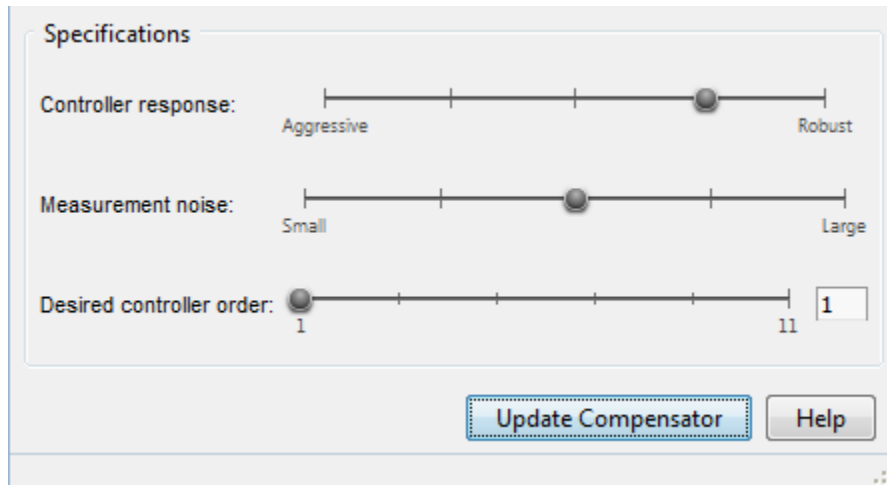 Specifications
Controller response:
Aggressive Robust
Measurement noise:
Small Large
Desired controller order: 1
1 11
Update Compensator Help